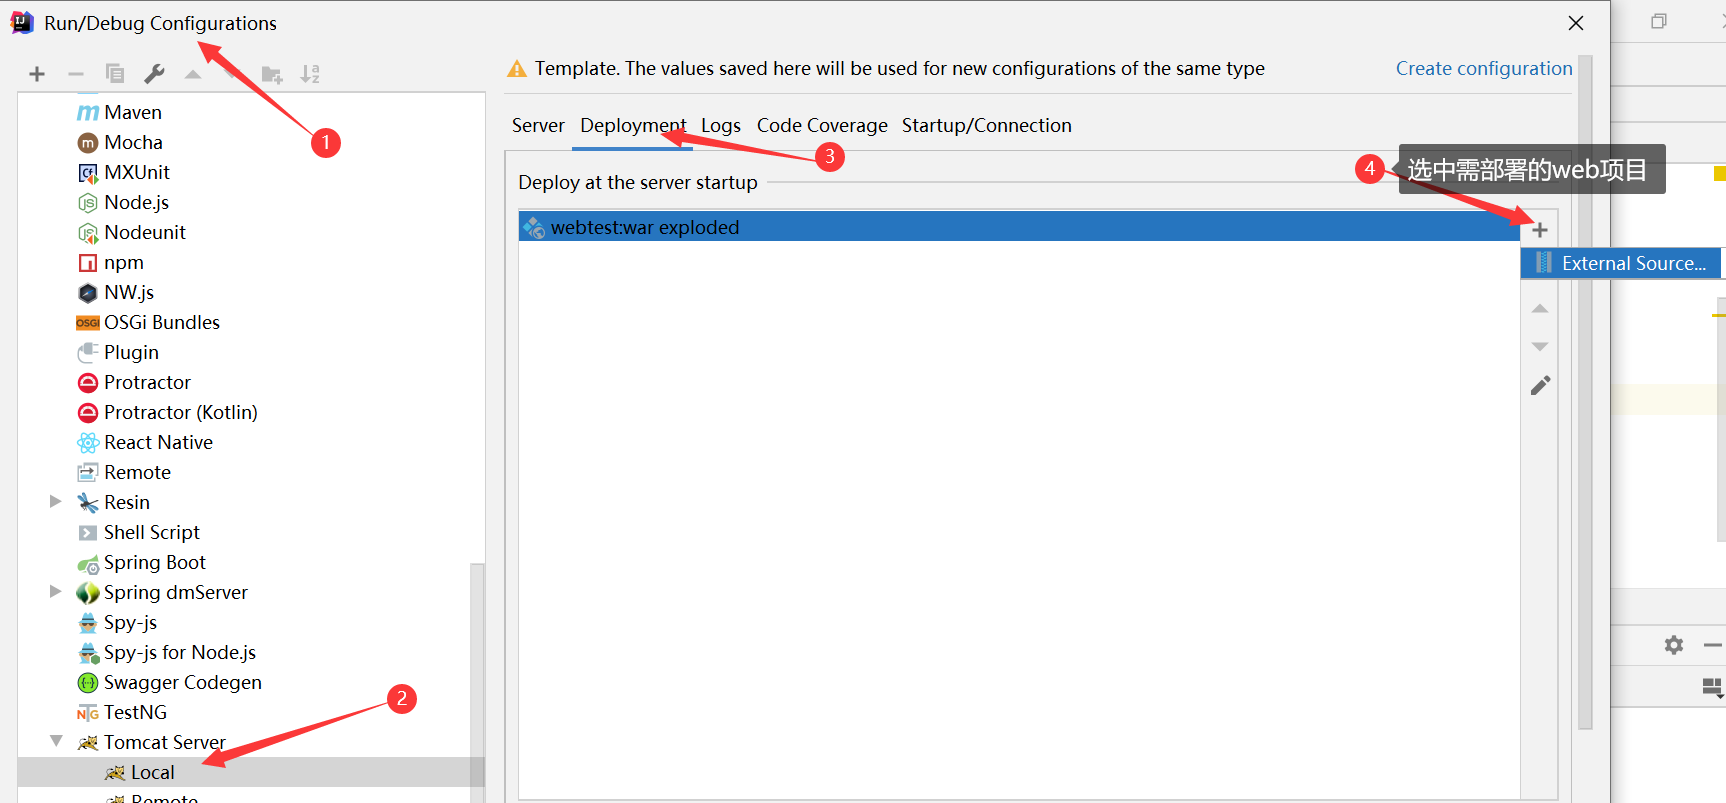 Run/Debug Configurations
1
Template. The values saved here will be used for new configurations of the same type
Create configuration
Server
Deployment
Logs
Code Coverage
Startup/Connection
3
4
选中需部署的web项目
Deploy at the server startup
webtest:war exploded
External Source...
Maven
Mocha
MXUnit
Node.js
Nodeunit
npm
NW.js
OSGi Bundles
Plugin
Protractor
Protractor (Kotlin)
React Native
Remote
Resin
Shell Script
Spring Boot
Spring dmServer
Spy-js
Spy-js for Node.js
Swagger Codegen
TestNG
2
Tomcat Server
Local
Remote